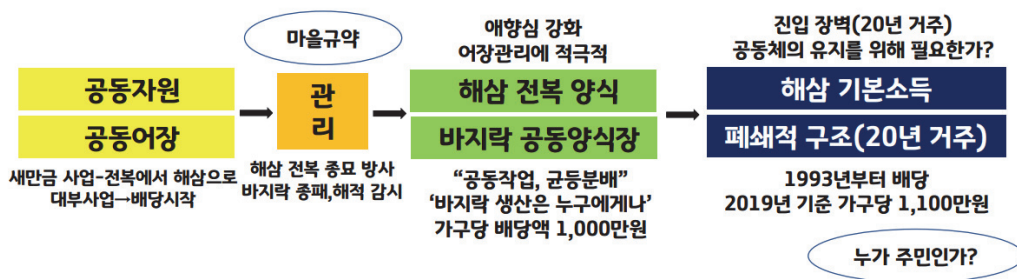 마을규약
애향심 강화
어장관리에 적극적
진입 장벽(20년 거주)
공동체의 유지를 위해 필요한가?
공동자원
공동어장
관
리
해삼 전복 양식
바지락 공동양식장
해삼 기본소득
폐쇄적 구조(20년 거주)
새만금 사업-전복에서 해삼으로
대부사업→배당시작
해삼 전복 종묘 방사
바지락 종패,해적 감시
“공동작업, 균등분배”
‘바지락 생산은 누구에게나’
가구당 배당액 1,000만원
1993년부터 배당
2019년 기준 가구당 1,100만원
누가 주민인가?